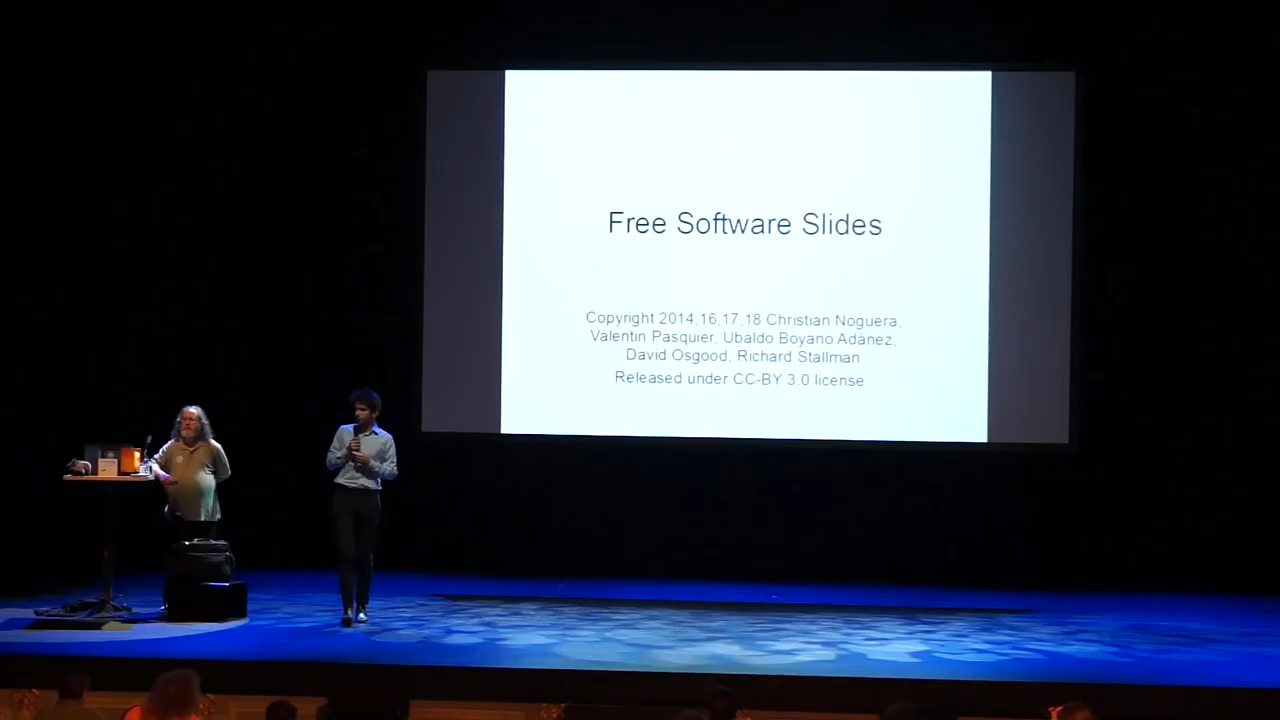 Free Software Slides
Copyright 2014,16,17,18 Christian Noguera,
Valentin Pasquier, Ubaldo Boyano Adánez,
David Osgood, Richard Stallman
Released under CC-BY 3.0 license